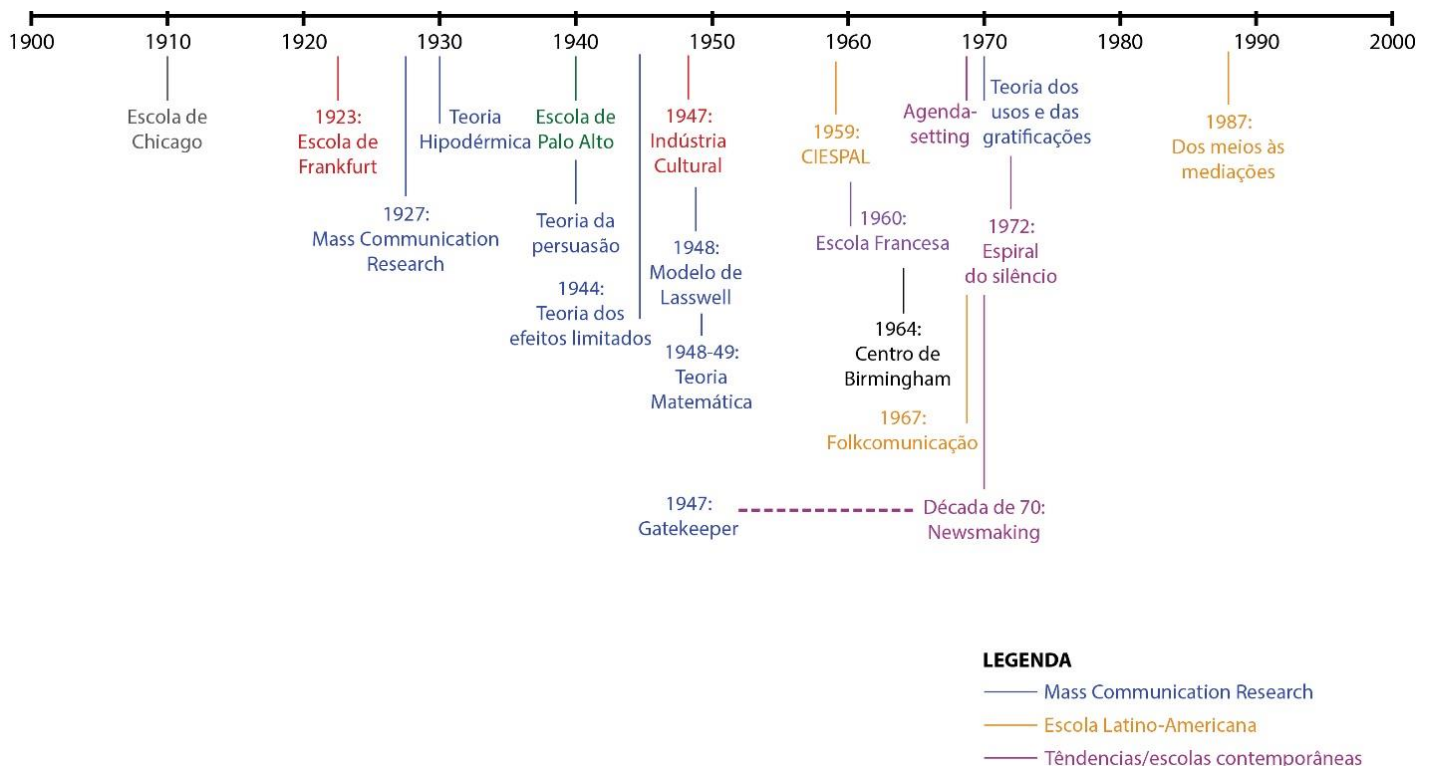 1900 1910 1920 1930 1940 1950 1960 1970 1980 1990 2000
Escola de
Chicago
1923:
Escola de
Frankfurt
1927:
Mass Communication
Research
Teoria
Hipodérmica
Escola de
Palo Alto
Teoria da
persuasão
1944:
Teoria dos
efeitos limitados
1947:
Indústria
Cultural
1948:
Modelo de
Lasswell
1948-49:
Teoria
Matemática
1947:
Gatekeeper
1959:
CIESPAL
1960:
Escola Francesa
1964:
Centro de
Birmingham
1967:
Folkcomunicação
Agenda-
setting
Teoria dos
usos e das
gratificações
1972:
Espiral
do silêncio
Década de 70:
Newsmaking
1987:
Dos meios às
mediações
LEGENDA
Mass Communication Research
Escola Latino-Americana
Têndencias/escolas contemporâneas